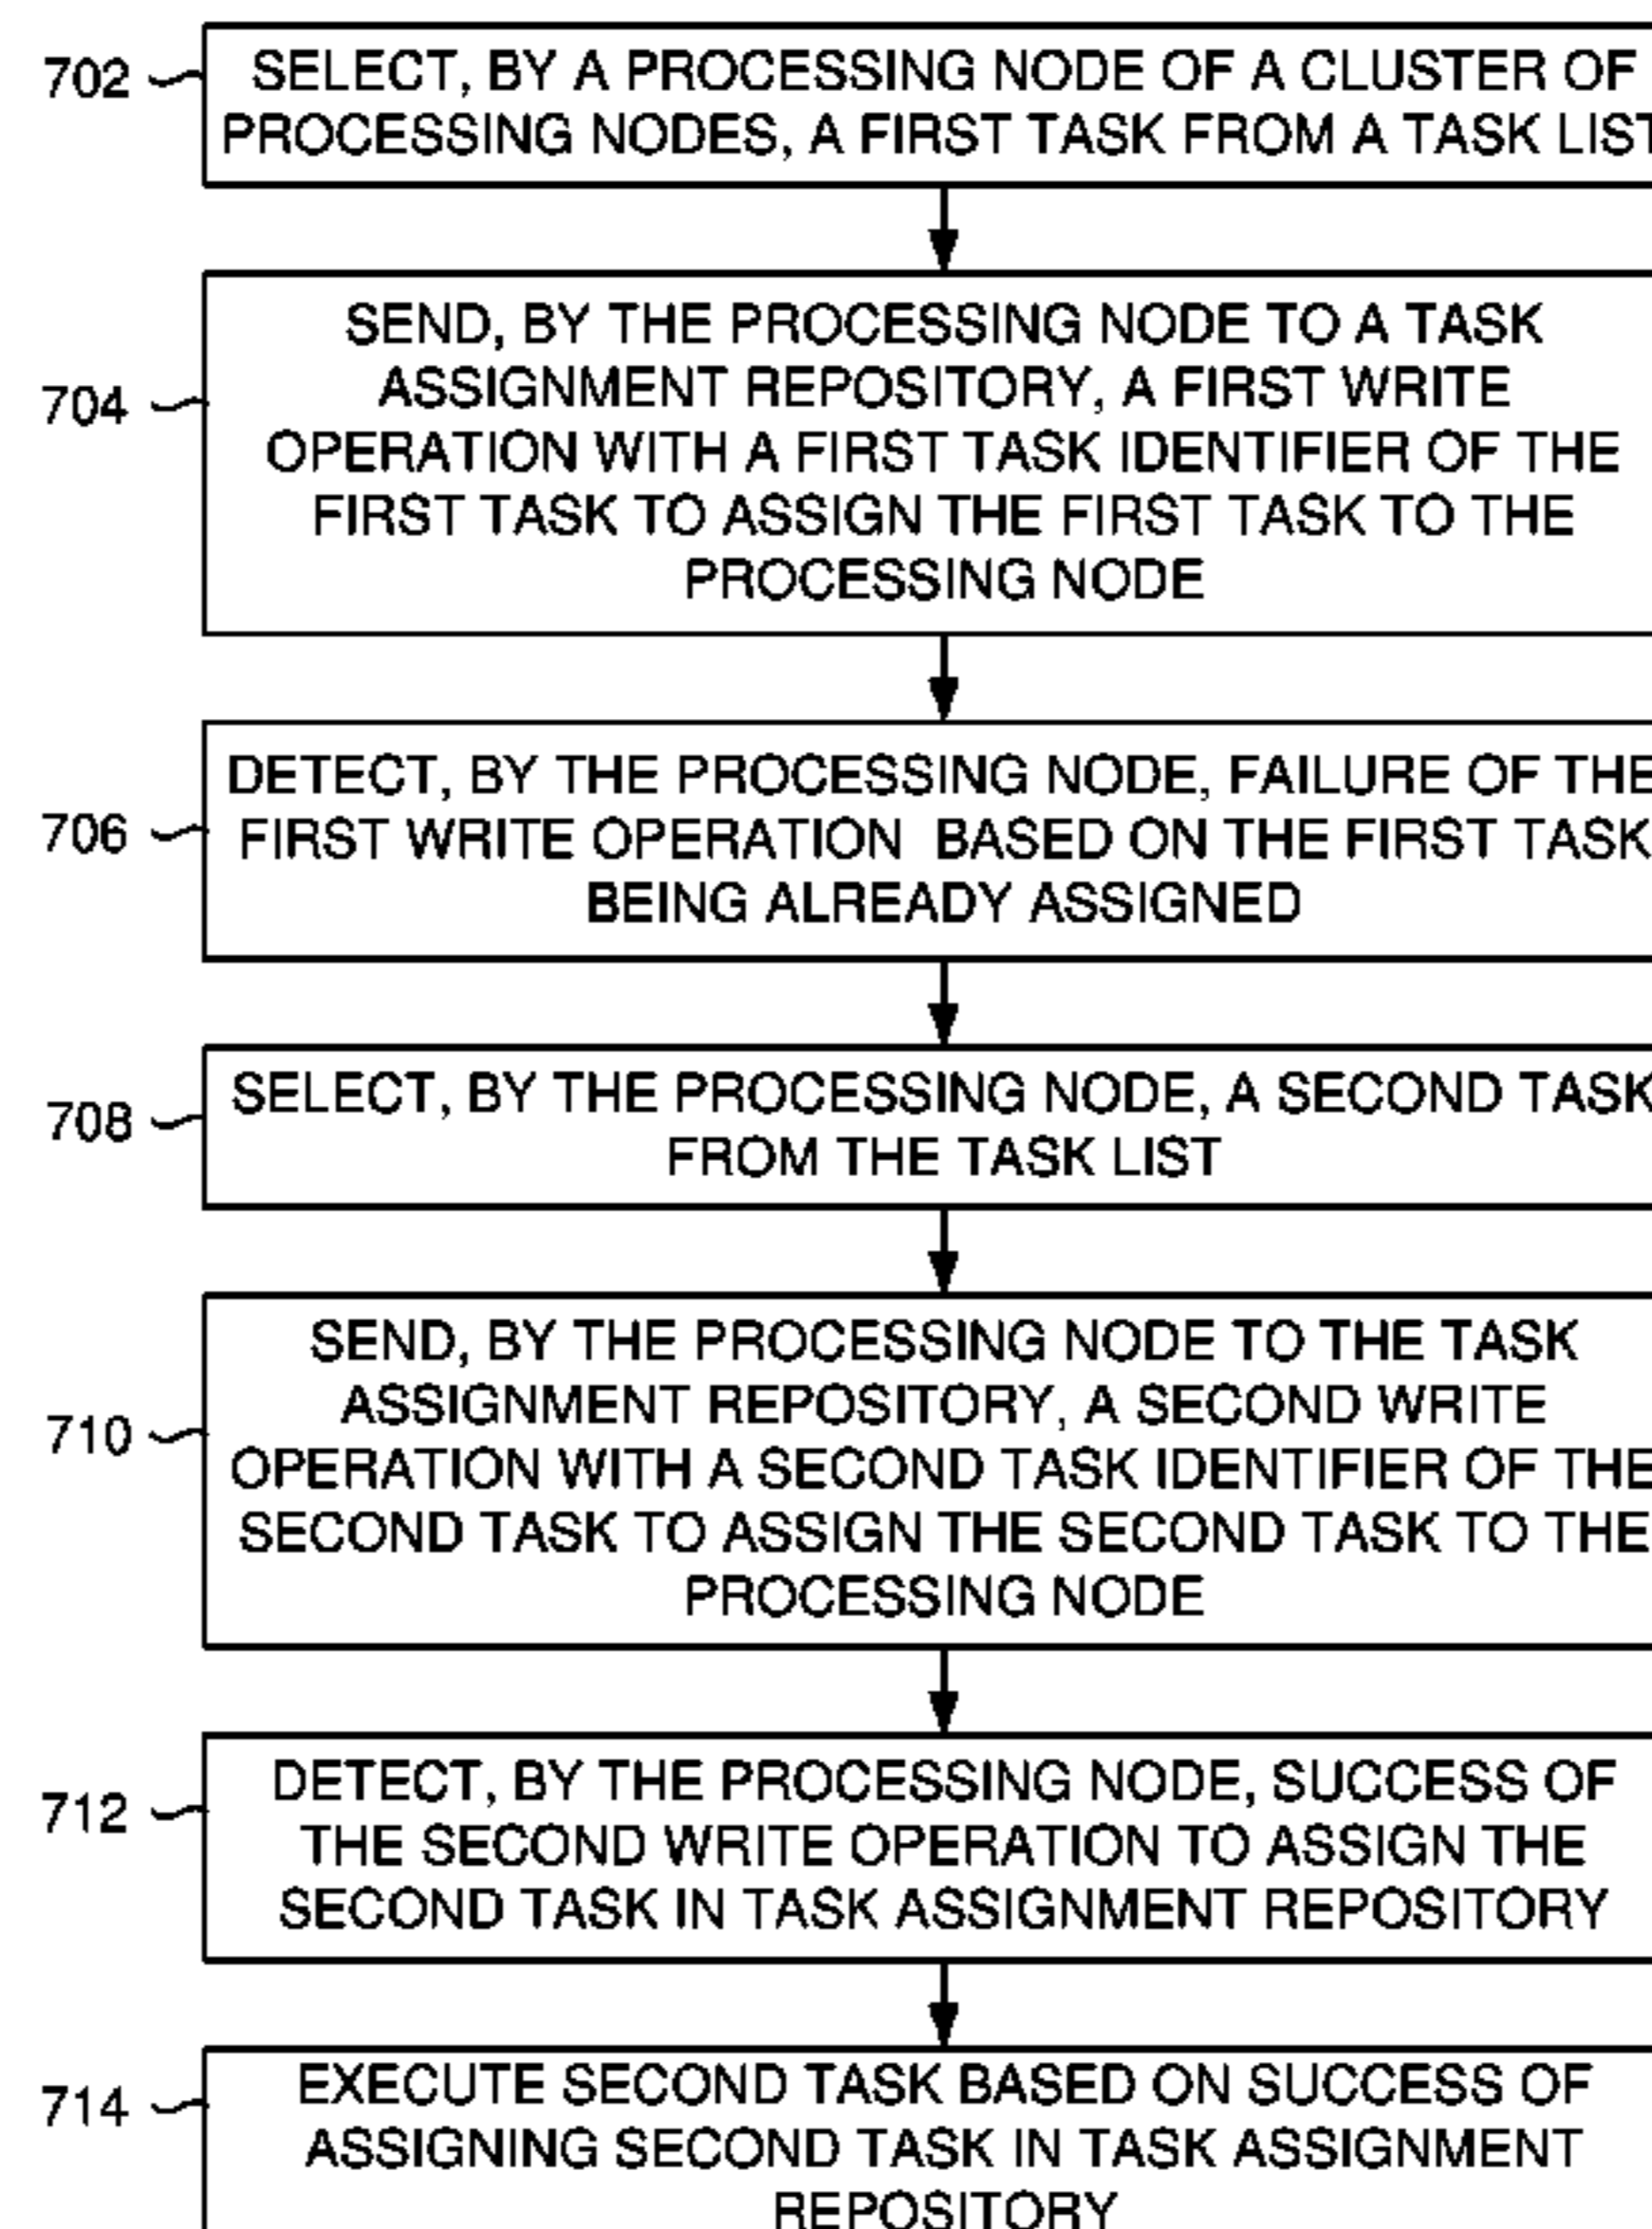 702
SELECT, BY A PROCESSING NODE OF A CLUSTER OF
PROCESSING NODES, A FIRST TASK FROM A TASK LIST
704
SEND, BY THE PROCESSING NODE TO A TASK
ASSIGNMENT REPOSITORY, A FIRST WRITE
OPERATION WITH A FIRST TASK IDENTIFIER OF THE
FIRST TASK TO ASSIGN THE FIRST TASK TO THE
PROCESSING NODE
706
DETECT, BY THE PROCESSING NODE, FAILURE OF THE
FIRST WRITE OPERATION BASED ON THE FIRST TASK
BEING ALREADY ASSIGNED
708
SELECT, BY THE PROCESSING NODE, A SECOND TASK
FROM THE TASK LIST
710
SEND, BY THE PROCESSING NODE TO THE TASK
ASSIGNMENT REPOSITORY, A SECOND WRITE
OPERATION WITH A SECOND TASK IDENTIFIER OF THE
SECOND TASK TO ASSIGN THE SECOND TASK TO THE
PROCESSING NODE
712
DETECT, BY THE PROCESSING NODE, SUCCESS OF
THE SECOND WRITE OPERATION TO ASSIGN THE
SECOND TASK IN TASK ASSIGNMENT REPOSITORY
714
EXECUTE SECOND TASK BASED ON SUCCESS OF
ASSIGNING SECOND TASK IN TASK ASSIGNMENT
REPOSITORY